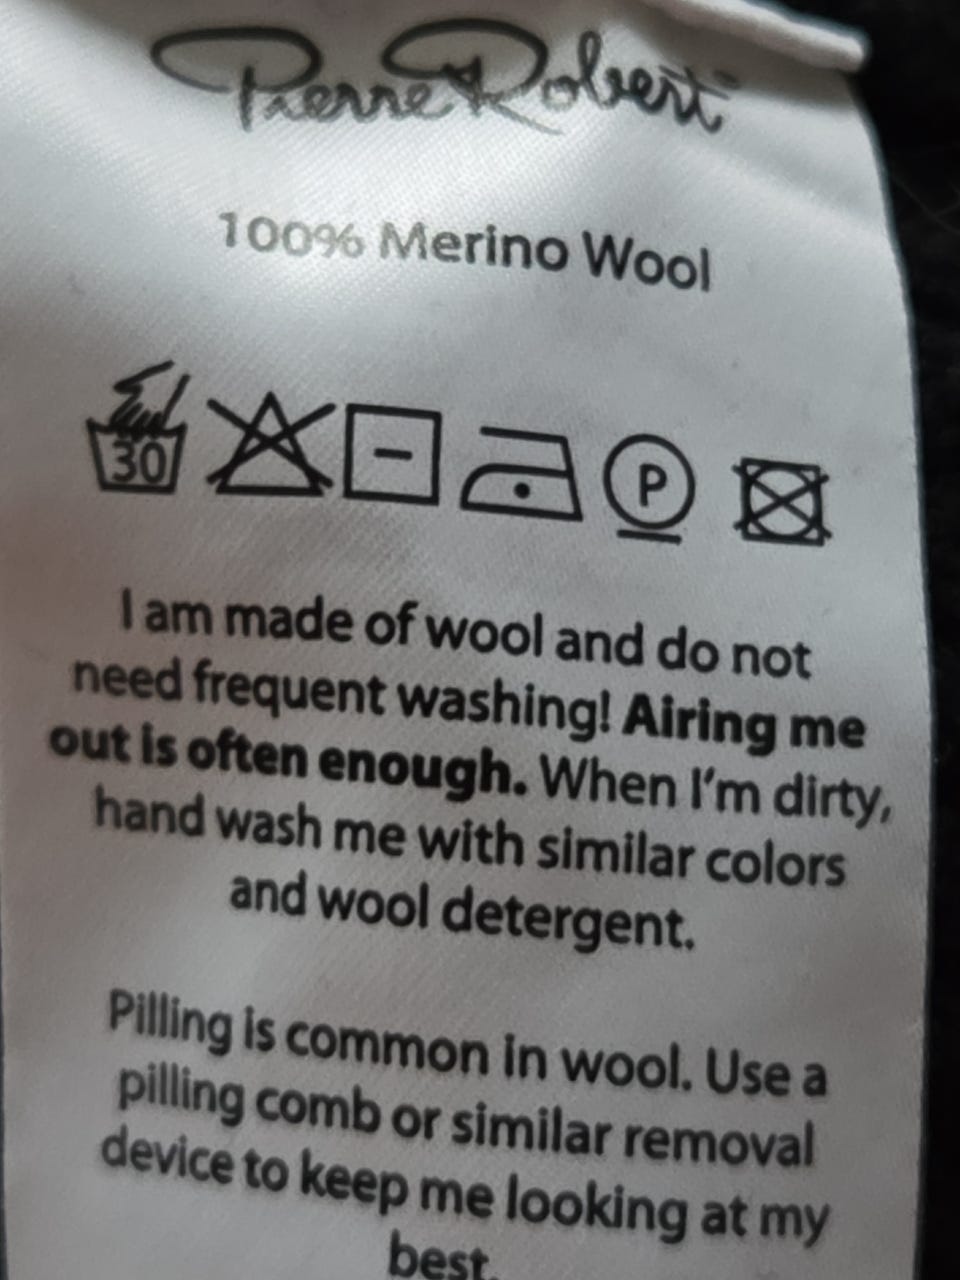 Pierre Robert
100% Merino Wool
30 P
I am made of wool and do not
need frequent washing! Airing me
out is often enough. When I'm dirty,
hand wash me with similar colors
and wool detergent.
Pilling is common in wool. Use a
pilling comb or similar removal
device to keep me looking at my
best.